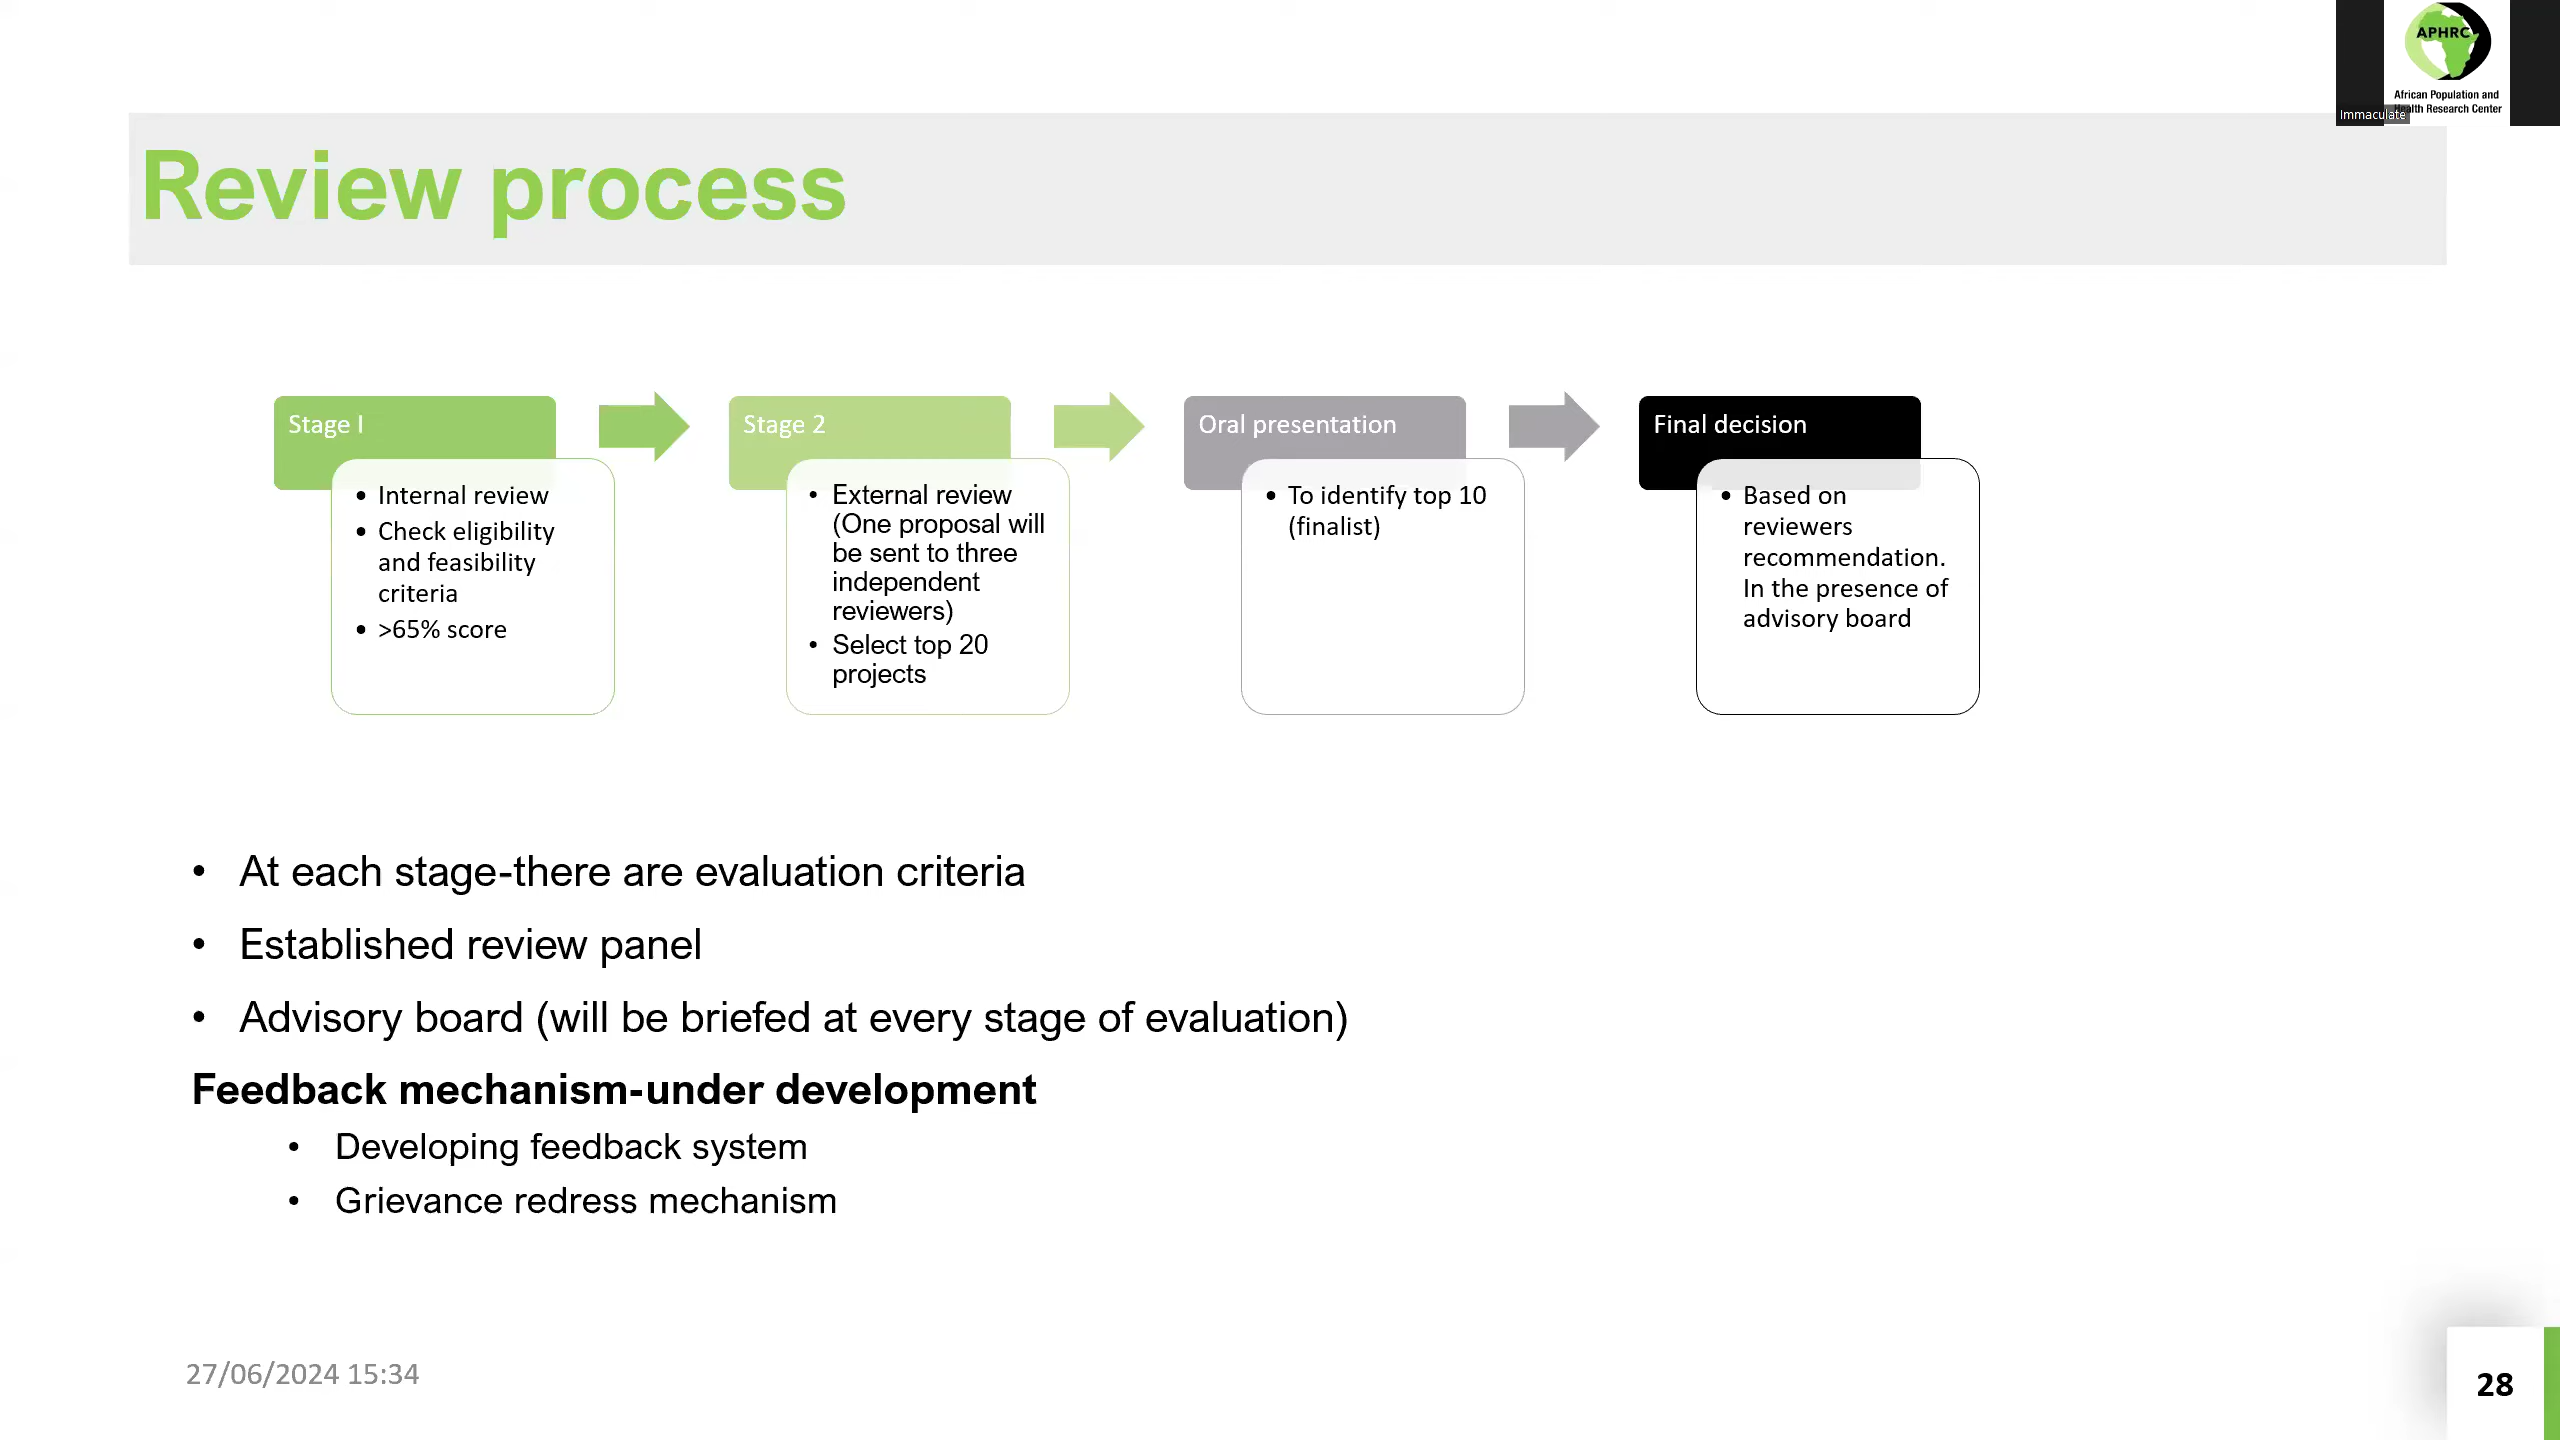 APHRC
African Population and
Health Research Center
Immaculate
Review process
Stage I
• Internal review
• Check eligibility
and feasibility
criteria
• >65% score
Stage 2
• External review
(One proposal will
be sent to three
independent
reviewers)
• Select top 20
projects
Oral presentation
• To identify top 10
(finalist)
Final decision
• Based on
reviewers
recommendation.
In the presence of
advisory board
• At each stage-there are evaluation criteria
• Established review panel
• Advisory board (will be briefed at every stage of evaluation)
Feedback mechanism-under development
• Developing feedback system
• Grievance redress mechanism
27/06/2024 15:34
28